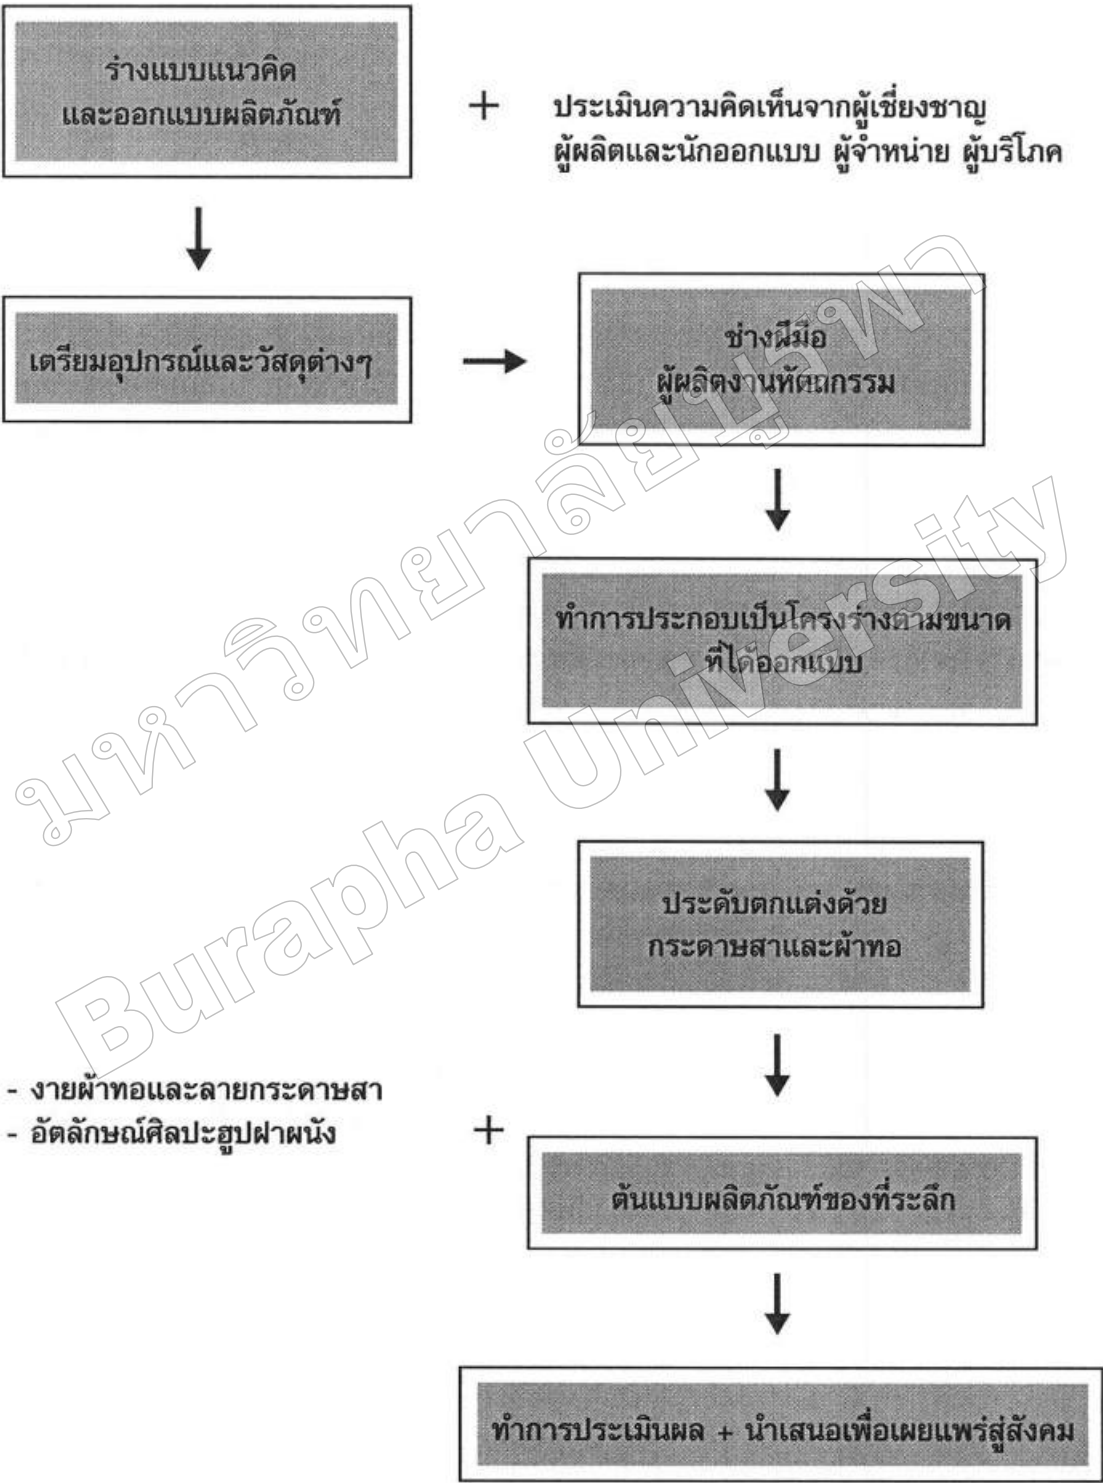 ร่างแบบแนวคิด
และออกแบบผลิตภัณฑ์
+ ประเมินความคิดเห็นจากผู้เชี่ยงชาญ
ผู้ผลิตและนักออกแบบ ผู้จำหน่าย ผู้บริโภค
เตรียมอุปกรณ์และวัสดุต่างๆ
ช่างฝีมือ
ผู้ผลิตงานหัตถกรรม
ทำการประกอบเป็นโครงร่างตามขนาด
ที่ได้ออกแบบ
ประดับตกแต่งด้วย
กระดาษสาและผ้าทอ
- งายผ้าทอและลายกระดาษสา
- อัตลักษณ์ศิลปะฮูปฝาผนัง
+
ต้นแบบผลิตภัณฑ์ของที่ระลึก
ทำการประเมินผล + นำเสนอเพื่อเผยแพร่สู่สังคม
มหาวิทยาลัยบูรพา
Burapha University